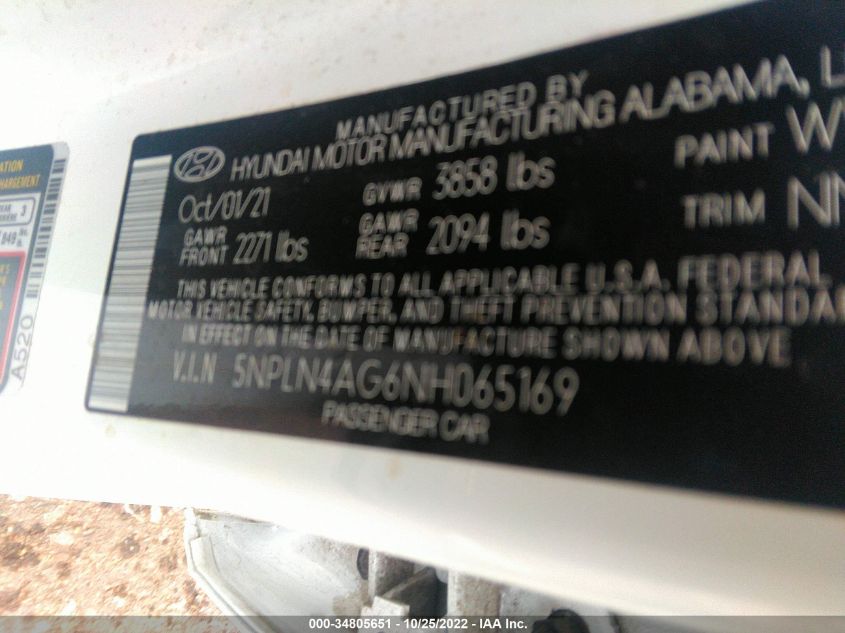 MANUFACTURED BY
HYUNDAI MOTOR MANUFACTURING ALABAMA, L
Oct/01/21 GVWR 3858 lbs PAINT W
GAWR FRONT 2271 lbs GAWR REAR 2094 lbs TRIM NN
THIS VEHICLE CONFORMS TO ALL APPLICABLE U.S.A. FEDERAL
MOTOR VEHICLE SAFETY, BUMPER, AND THEFT PREVENTION STANDAR
IN EFFECT ON THE DATE OF MANUFACTURE SHOWN ABOVE
V.I.N 5NPLN4AG6NH065169
PASSENGER CAR
A520
000-34805651 - 10/25/2022 - IAA Inc.